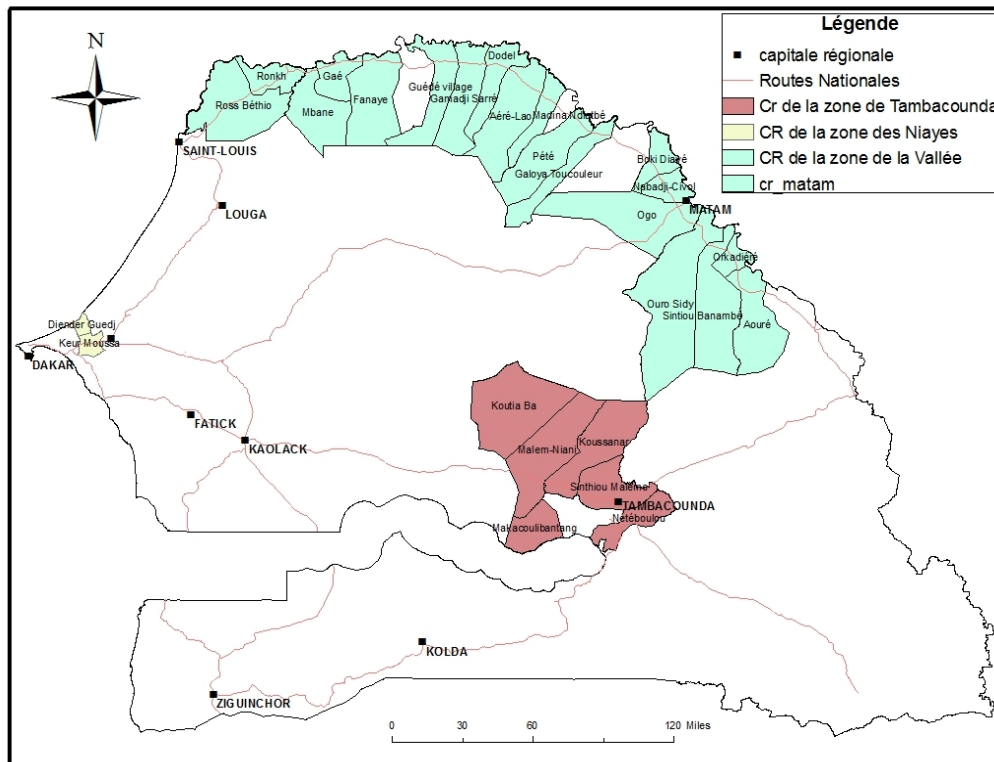 N
Légende
capitale régionale
Routes Nationales
Cr de la zone de Tambacounda
CR de la zone des Niayes
CR de la zone de la Vallée
cr_matam
Dodel
Ronkh
Gaé
Guédé village
Ross Béthio
Mbane
Fanaye
Gamadji Sarré
Aéré-Lao
Madina Ndiatbé
SAINT-LOUIS
Pété
Boki Diavé
Galoya Toucouleur
Nabadji-Civol
LOUGA
Ogo
MATAM
Orkadiéré
Ouro Sidy
Sintiou Banambé
Aouré
Diender Guedj
Keur Moussa
DAKAR
Koutia Ba
FATICK
KAOLACK
Malem-Niani
Koussanar
Sinthiou Maléme
TAMBACOUNDA
Nétéboulou
Makacoulibantang
KOLDA
ZIGUINCHOR
0 30 60 120 Miles